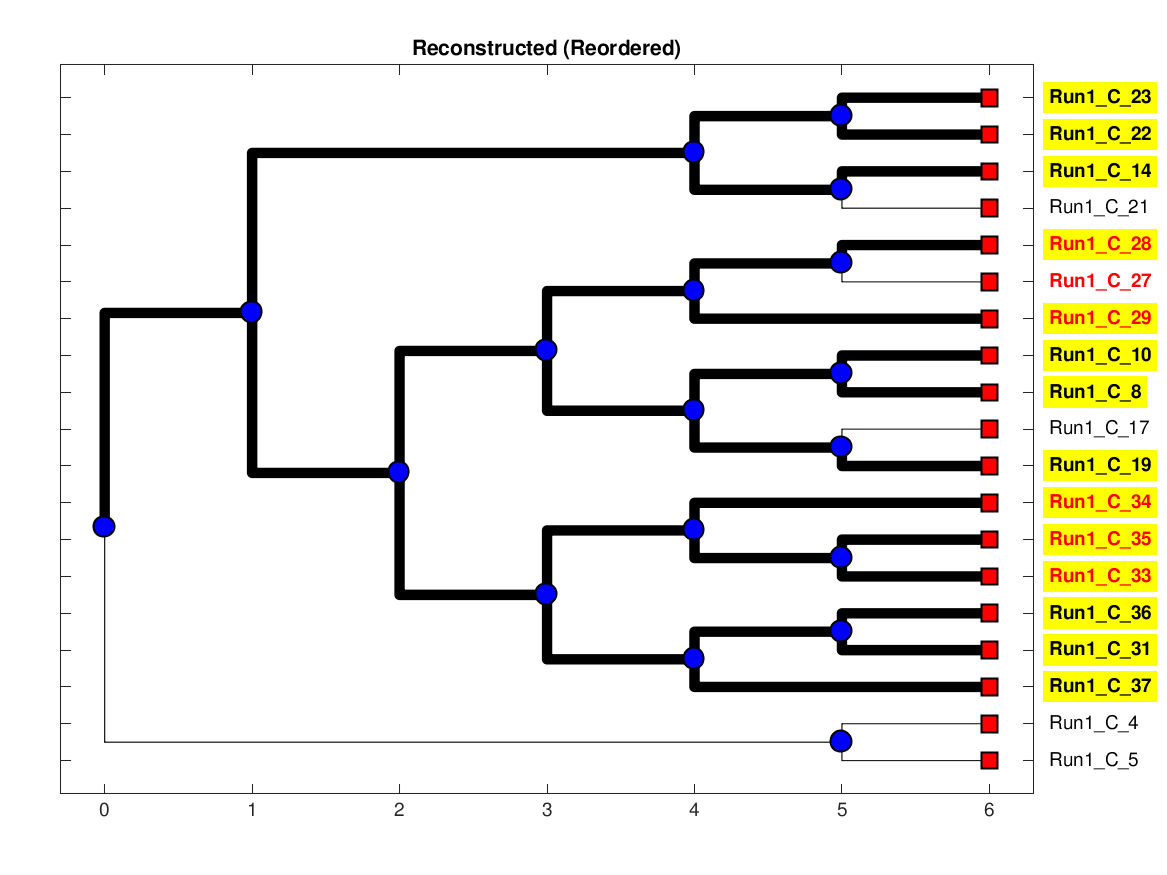 Reconstructed (Reordered)
Run1_C_23
Run1_C_22
Run1_C_14
Run1_C_21
Run1_C_28
Run1_C_27
Run1_C_29
Run1_C_10
Run1_C_8
Run1_C_17
Run1_C_19
Run1_C_34
Run1_C_35
Run1_C_33
Run1_C_36
Run1_C_31
Run1_C_37
Run1_C_4
Run1_C_5
0 1 2 3 4 5 6